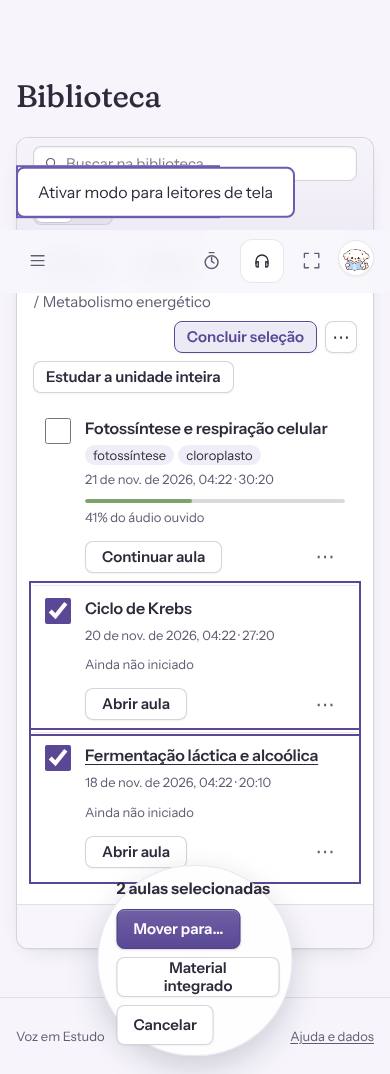 Biblioteca
Buscar na biblioteca
Ativar modo para leitores de tela
/ Metabolismo energético
Concluir seleção
Estudar a unidade inteira
Fotossíntese e respiração celular
fotossíntese cloroplasto
21 de nov. de 2026, 04:22 · 30:20
41% do áudio ouvido
Continuar aula
Ciclo de Krebs
20 de nov. de 2026, 04:22 · 27:20
Ainda não iniciado
Abrir aula
Fermentação láctica e alcoólica
18 de nov. de 2026, 04:22 · 20:10
Ainda não iniciado
Abrir aula
2 aulas selecionadas
Mover para...
Material
integrado
Cancelar
Voz em Estudo
Ajuda e dados